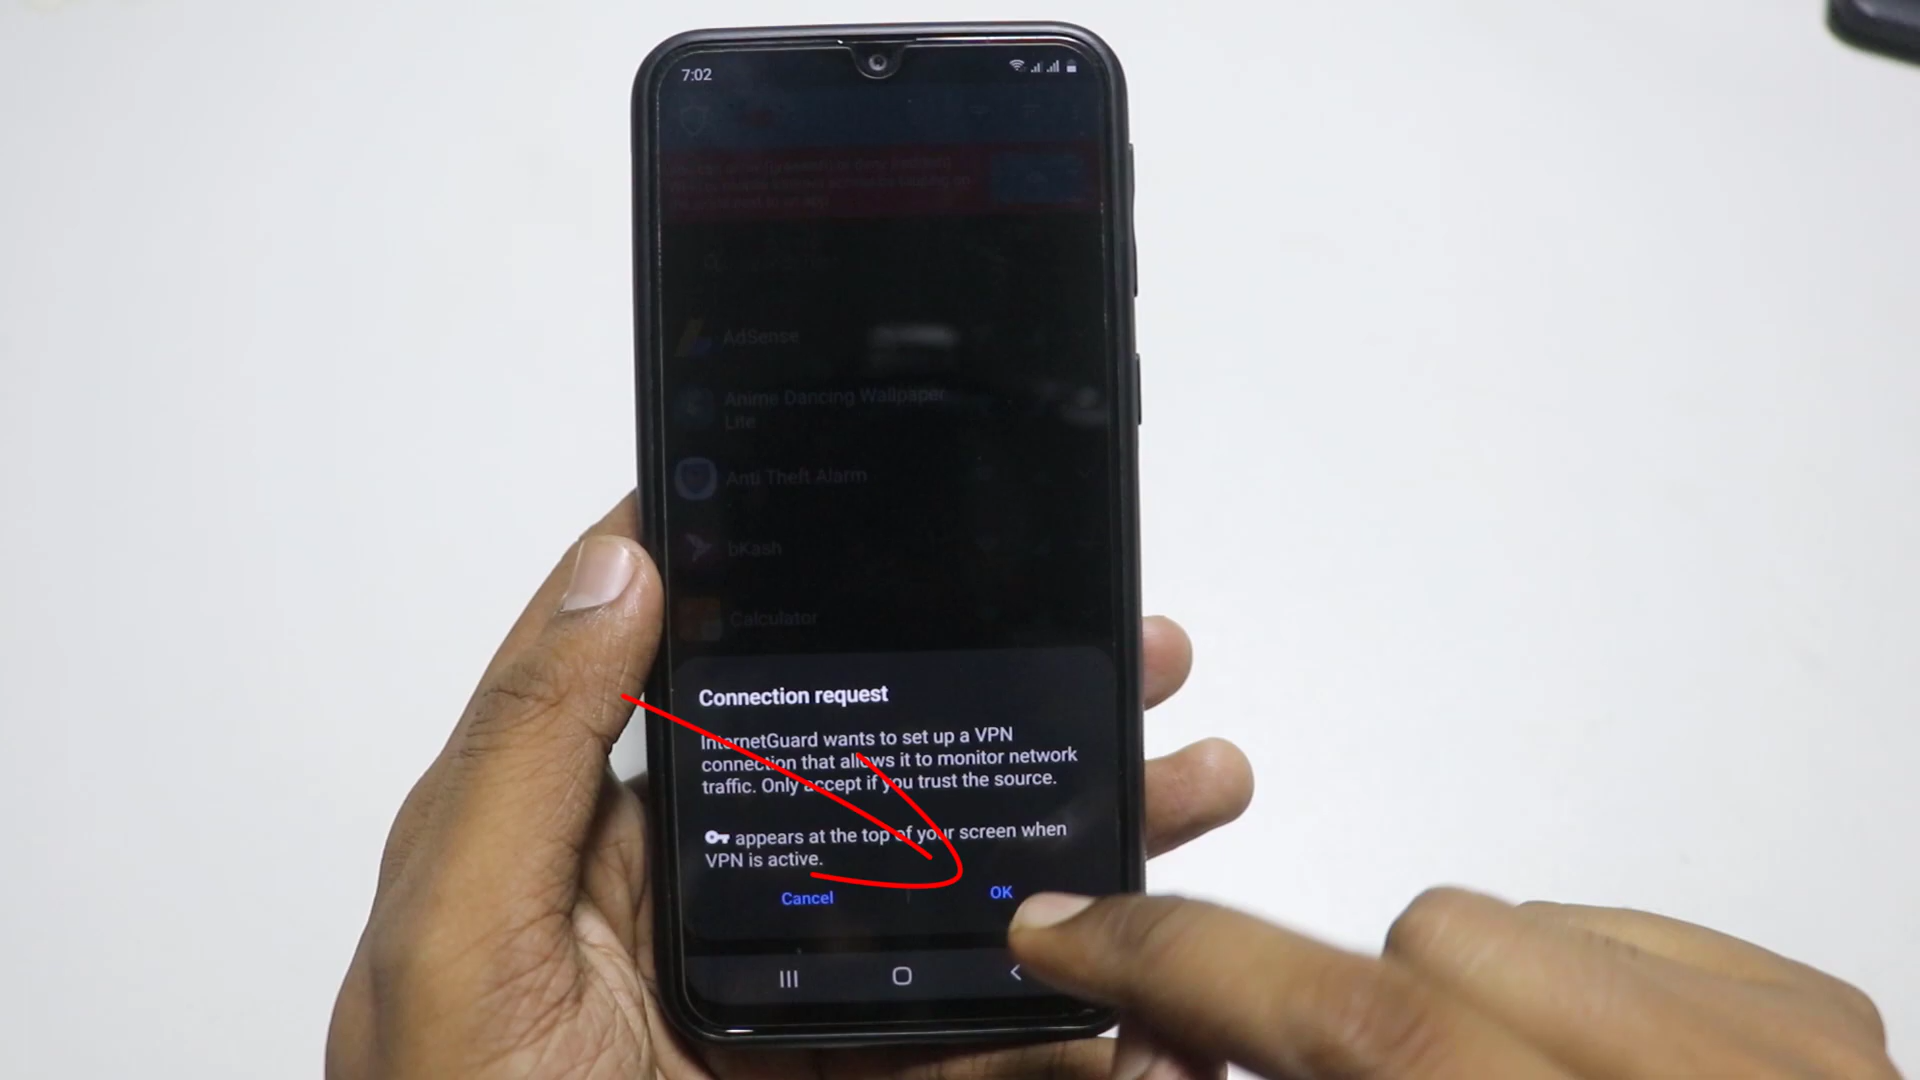 7:02
AdSense
Anime Dancing Wallpaper
Lite
Anti Theft Alarm
bKash
Calculator
Connection request
InternetGuard wants to set up a VPN
connection that allows it to monitor network
traffic. Only accept if you trust the source.
appears at the top of your screen when
VPN is active.
Cancel
OK